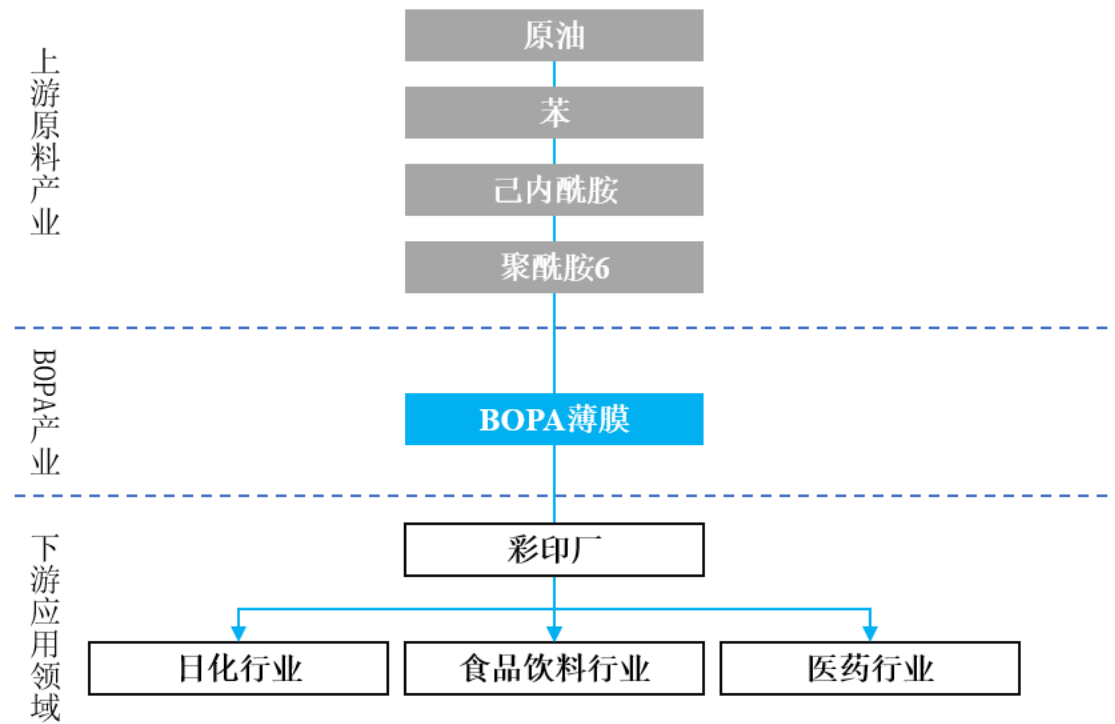 上游原料产业
原油
苯
己内酰胺
聚酰胺6
BOPA产业
BOPA薄膜
下游应用领域
彩印厂
日化行业
食品饮料行业
医药行业